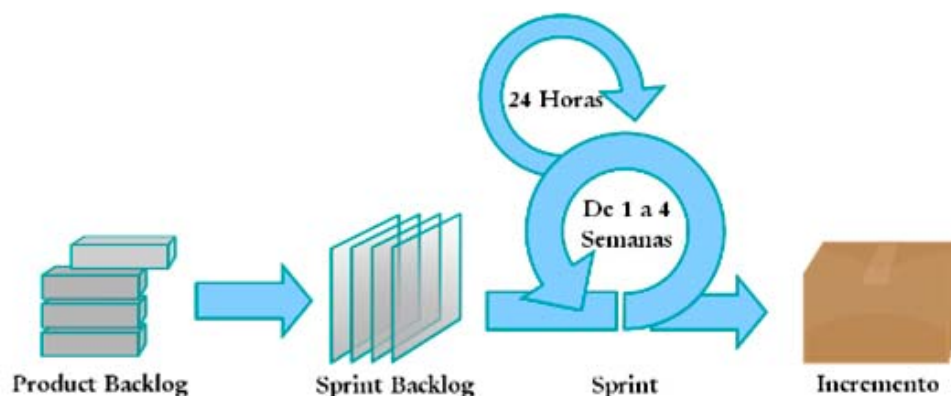 24 Horas
De 1 a 4
Semanas
Product Backlog
Sprint Backlog
Sprint
Incremento